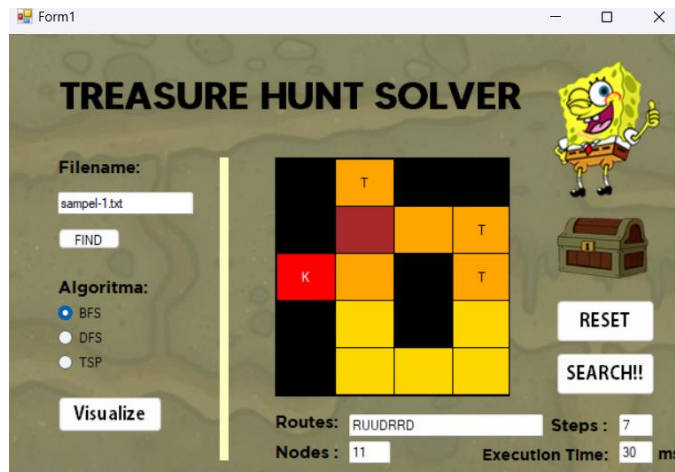 Form1
TREASURE HUNT SOLVER
Filename:
sampel-1.txt
FIND
Algoritma:
BFS
DFS
TSP
Visualize
T
T
K
T
RESET
SEARCH!!
Routes: RUUDRRD Steps : 7
Nodes : 11 Execution Time: 30 ms